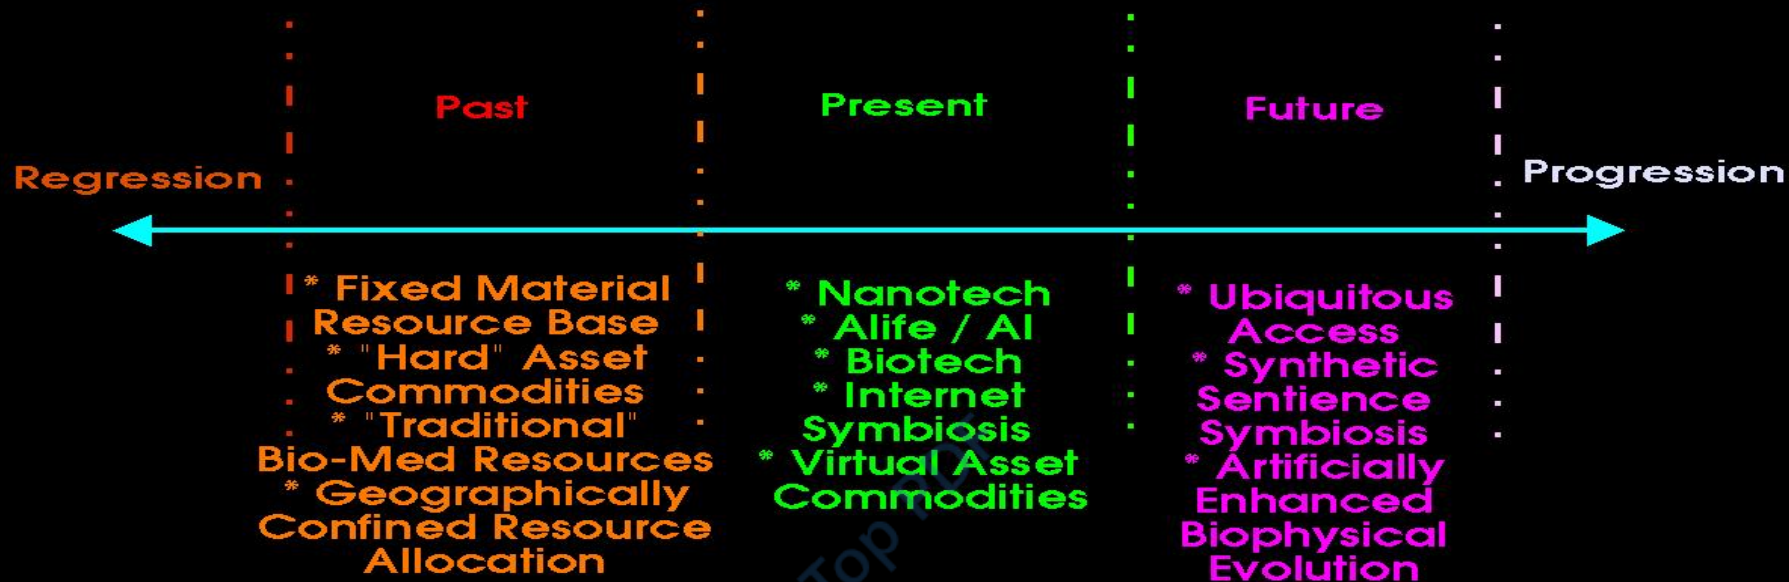 Past
Present
Future
Regression
Progression
* Fixed Material
Resource Base
* "Hard" Asset
Commodities
* "Traditional"
Bio-Med Resources
* Geographically
Confined Resource
Allocation
* Nanotech
* Alife / AI
* Biotech
* Internet
Symbiosis
* Virtual Asset
Commodities
* Ubiquitous
Access
* Synthetic
Sentience
Symbiosis
* Artificially
Enhanced
Biophysical
Evolution
Top